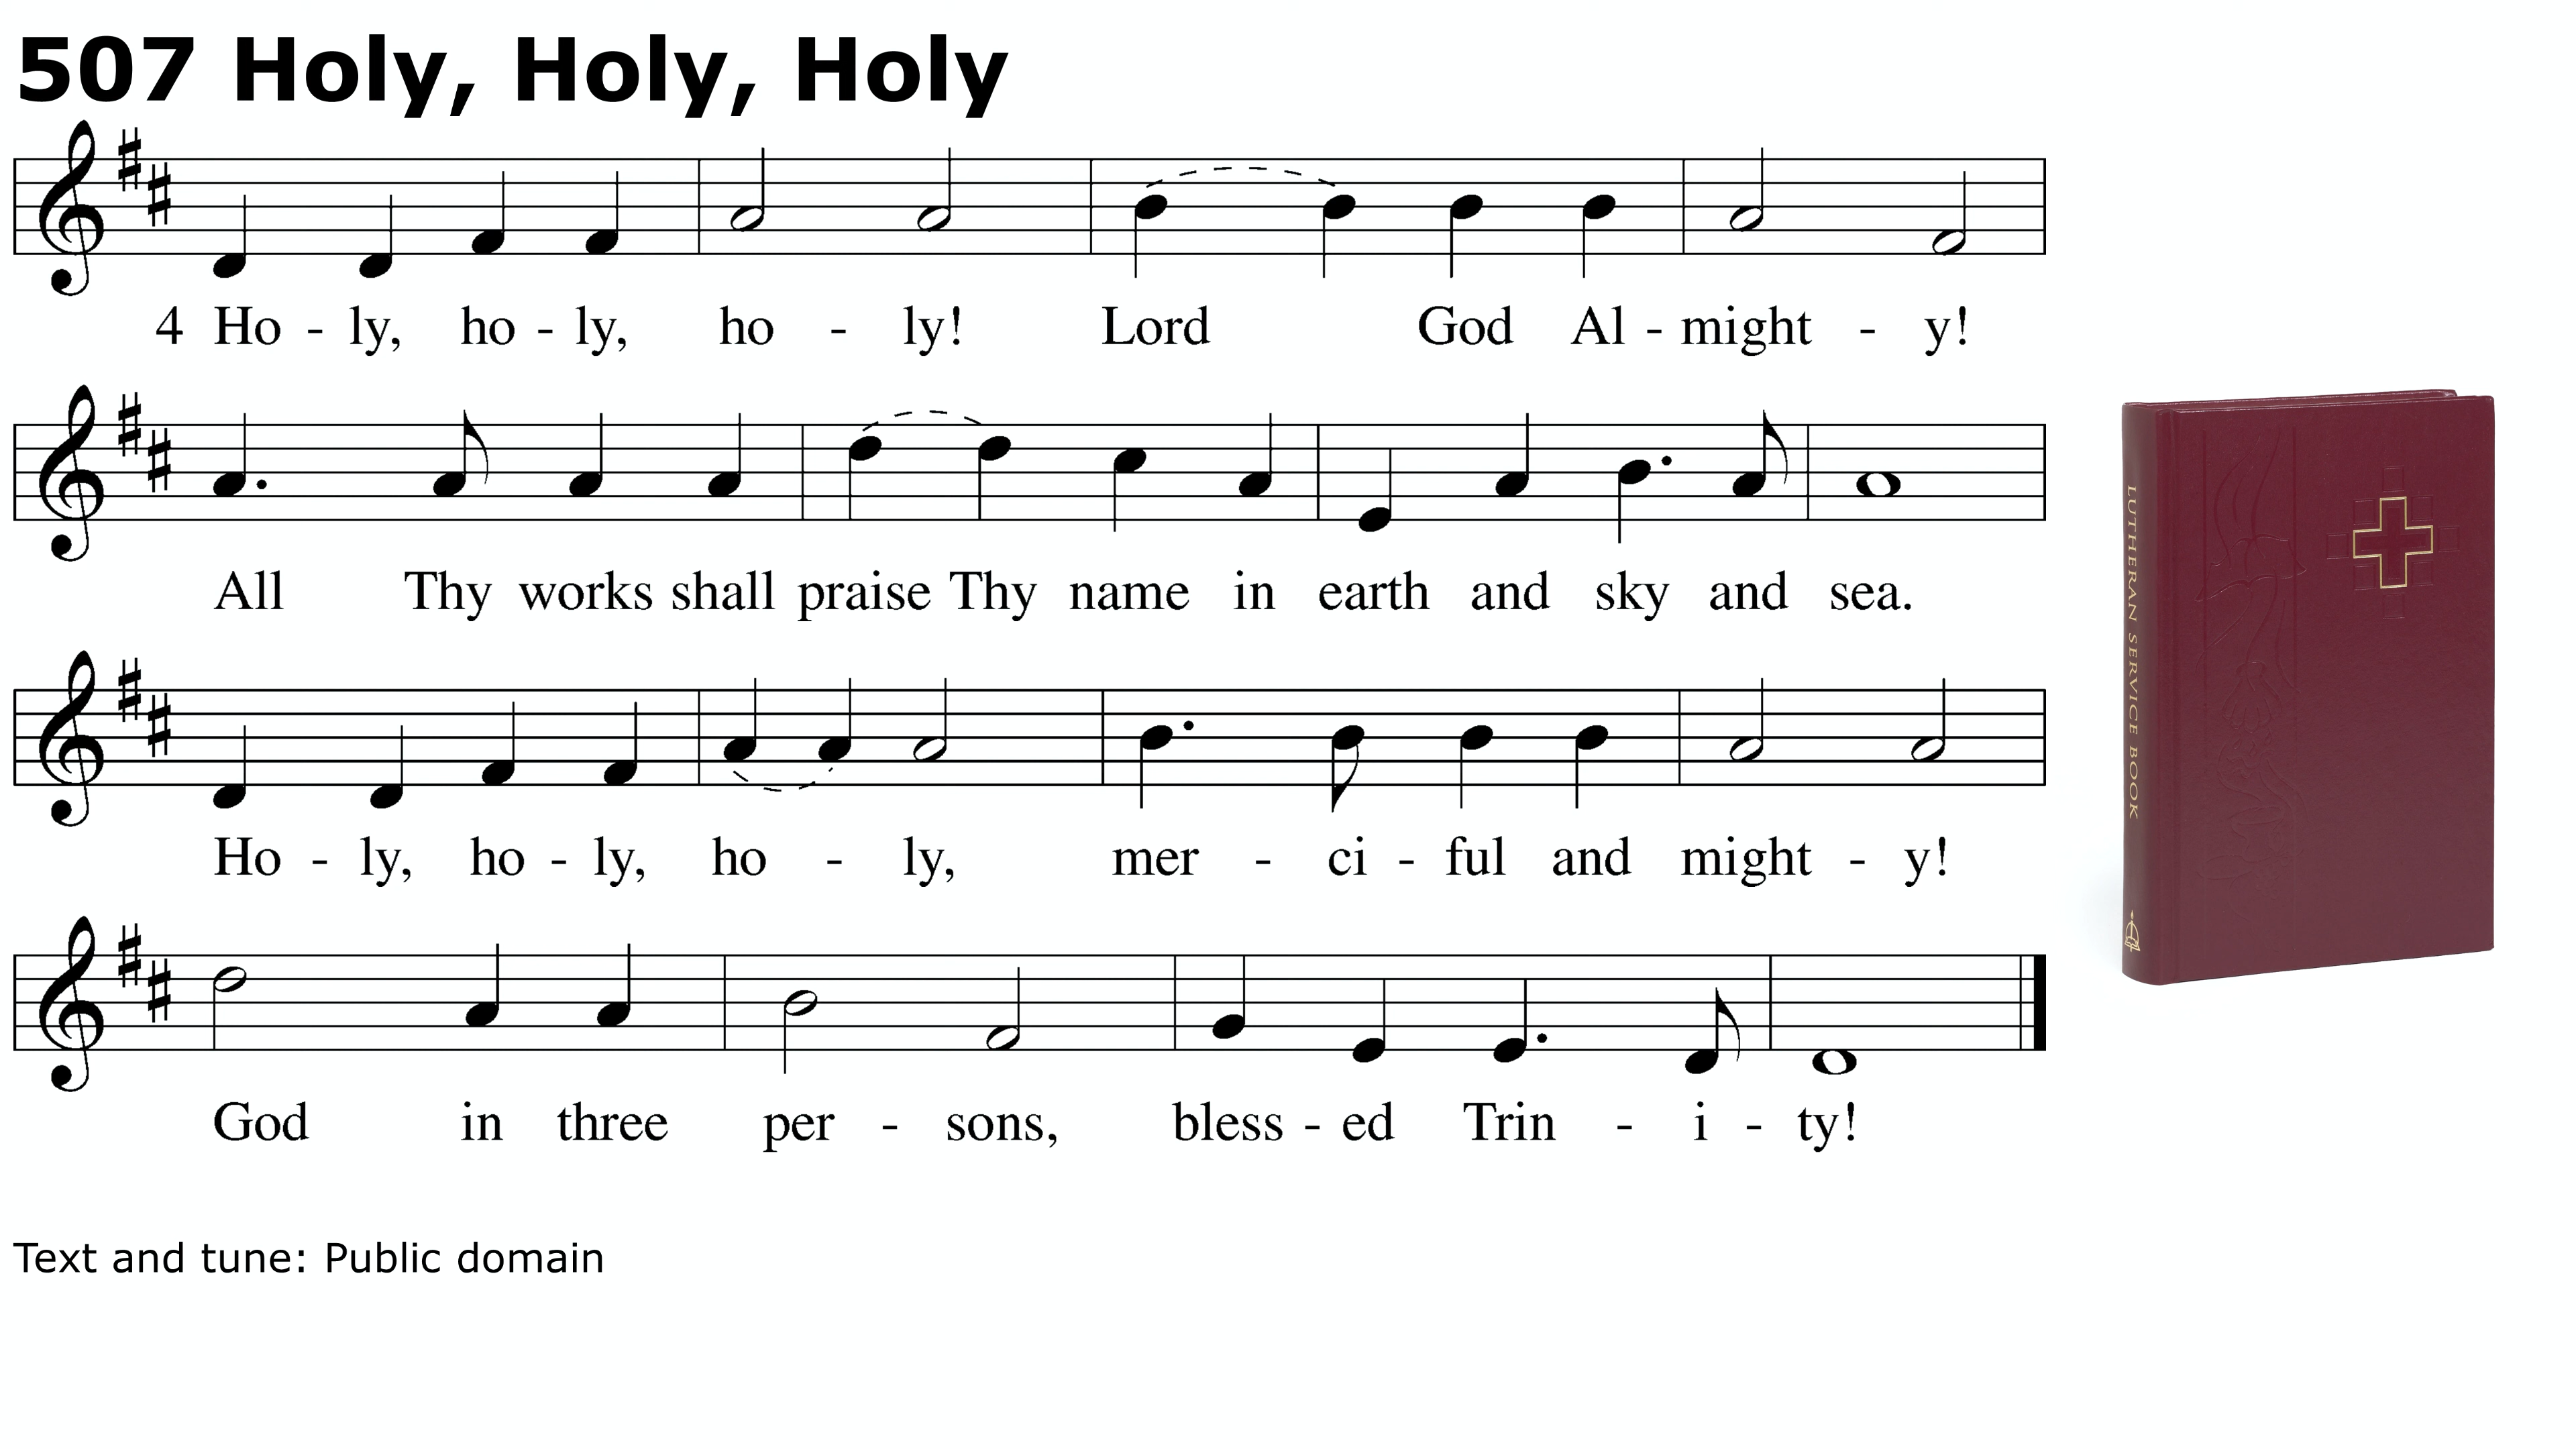 507 Holy, Holy, Holy
4 Ho - ly, ho - ly, ho - ly! Lord God Al - might - y!
All Thy works shall praise Thy name in earth and sky and sea.
Ho - ly, ho - ly, ho - ly, mer - ci - ful and might - y!
God in three per - sons, bless - ed Trin - i - ty!
Text and tune: Public domain
LUTHERAN SERVICE BOOK